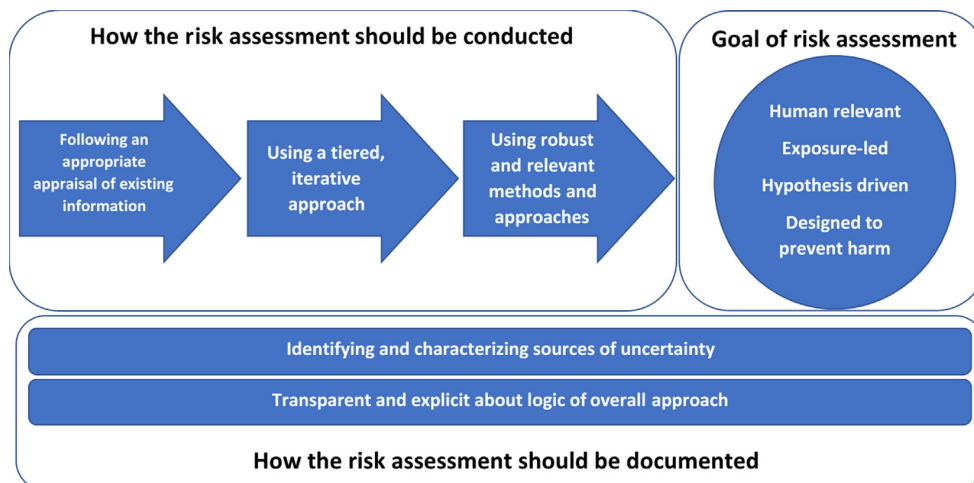 How the risk assessment should be conducted
Following an
appropriate
appraisal of existing
information
Using a tiered,
iterative
approach
Using robust
and relevant
methods and
approaches
Goal of risk assessment
Human relevant
Exposure-led
Hypothesis driven
Designed to
prevent harm
Identifying and characterizing sources of uncertainty
Transparent and explicit about logic of overall approach
How the risk assessment should be documented